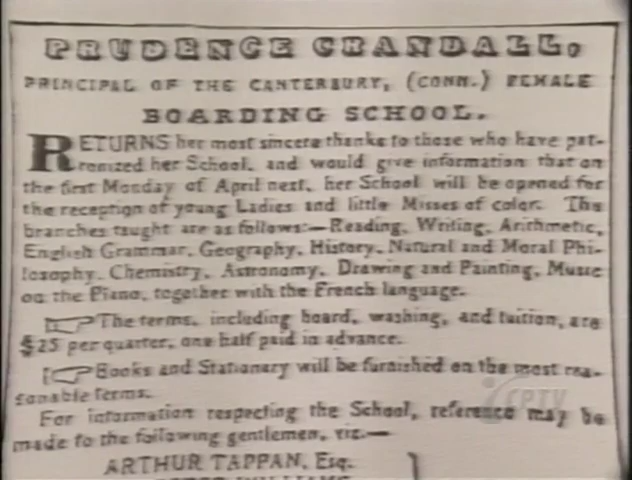 PRUDENCE CRANDALL,
PRINCIPAL OF THE CANTERBURY, (CONN.) FEMALE
BOARDING SCHOOL.
RETURNS her most sincere thanks to those who have pat-
ronized her School, and would give information that on
the first Monday of April next, her School will be opened for
the reception of young Ladies and little Misses of color. The
branches taught are as follows:—Reading, Writing, Arithmetic,
English Grammar, Geography, History, Natural and Moral Phi-
losophy, Chemistry, Astronomy, Drawing and Painting, Music
on the Piano, together with the French language.
☞The terms, including board, washing, and tuition, are
$25 per quarter, one half paid in advance.
☞Books and Stationary will be furnished on the most rea-
sonable terms.
For information respecting the School, reference may be
made to the following gentlemen, viz.—
ARTHUR TAPPAN, Esq.
CPTV